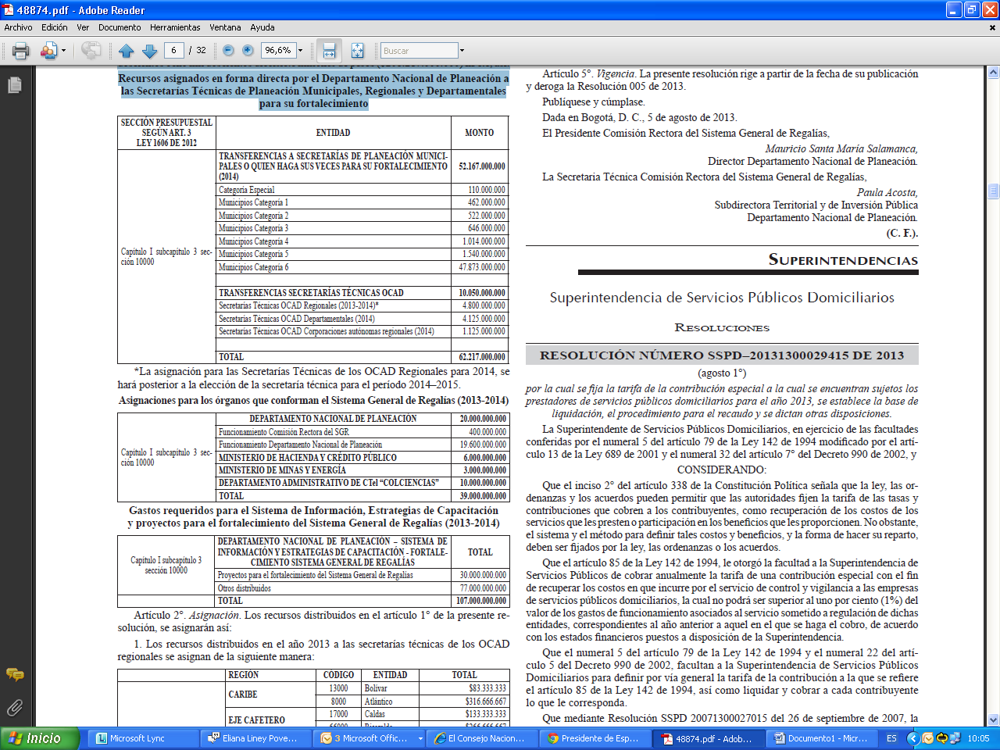 48874.pdf - Adobe Reader
Archivo Edición Ver Documento Herramientas Ventana Ayuda
6 / 32 96,6% Buscar
Recursos asignados en forma directa por el Departamento Nacional de Planeación a
las Secretarías Técnicas de Planeación Municipales, Regionales y Departamentales
para su fortalecimiento
SECCIÓN PRESUPUESTAL
SEGÚN ART. 3
LEY 1606 DE 2012
ENTIDAD
MONTO
TRANSFERENCIAS A SECRETARÍAS DE PLANEACIÓN MUNICI-
PALES O QUIEN HAGA SUS VECES PARA SU FORTALECIMIENTO
(2014)
52.167.000.000
Categoría Especial 110.000.000
Municipios Categoría 1 462.000.000
Municipios Categoría 2 522.000.000
Municipios Categoría 3 646.000.000
Municipios Categoría 4 1.014.000.000
Municipios Categoría 5 1.540.000.000
Municipios Categoría 6 47.873.000.000
Capítulo I subcapítulo 3 sec-
ción 10000
TRANSFERENCIAS SECRETARÍAS TÉCNICAS OCAD 10.050.000.000
Secretarías Técnicas OCAD Regionales (2013-2014)* 4.800.000.000
Secretarías Técnicas OCAD Departamentales (2014) 4.125.000.000
Secretarías Técnicas OCAD Corporaciones autónomas regionales (2014) 1.125.000.000
TOTAL 62.217.000.000
*La asignación para las Secretarías Técnicas de los OCAD Regionales para 2014, se
hará posterior a la elección de la secretaría técnica para el período 2014–2015.
Asignaciones para los órganos que conforman el Sistema General de Regalías (2013-2014)
Capítulo I subcapítulo 3 sec-
ción 10000
DEPARTAMENTO NACIONAL DE PLANEACIÓN 20.000.000.000
Funcionamiento Comisión Rectora del SGR 400.000.000
Funcionamiento Departamento Nacional de Planeación 19.600.000.000
MINISTERIO DE HACIENDA Y CRÉDITO PÚBLICO 6.000.000.000
MINISTERIO DE MINAS Y ENERGÍA 3.000.000.000
DEPARTAMENTO ADMINISTRATIVO DE CTeI “COLCIENCIAS” 10.000.000.000
TOTAL 39.000.000.000
Gastos requeridos para el Sistema de Información, Estrategias de Capacitación
y proyectos para el fortalecimiento del Sistema General de Regalías (2013-2014)
Capítulo I subcapítulo 3
sección 10000
DEPARTAMENTO NACIONAL DE PLANEACIÓN – SISTEMA DE
INFORMACIÓN Y ESTRATEGIAS DE CAPACITACIÓN - FORTALE-
CIMIENTO SISTEMA GENERAL DE REGALÍAS
TOTAL
Proyectos para el fortalecimiento del Sistema General de Regalías 30.000.000.000
Otros distribuidos 77.000.000.000
TOTAL 107.000.000.000
Artículo 2°. Asignación. Los recursos distribuidos en el artículo 1° de la presente re-
solución, se asignarán así:
1. Los recursos distribuidos en el año 2013 a las secretarías técnicas de los OCAD
regionales se asignan de la siguiente manera:
REGIÓN CÓDIGO ENTIDAD TOTAL
CARIBE
13000 Bolívar $83.333.333
8000 Atlántico $316.666.667
EJE CAFETERO
17000 Caldas $133.333.333
Artículo 5°. Vigencia. La presente resolución rige a partir de la fecha de su publicación
y deroga la Resolución 005 de 2013.
Publíquese y cúmplase.
Dada en Bogotá, D. C., 5 de agosto de 2013.
El Presidente Comisión Rectora del Sistema General de Regalías,
Mauricio Santa María Salamanca,
Director Departamento Nacional de Planeación.
La Secretaria Técnica Comisión Rectora del Sistema General de Regalías,
Paula Acosta,
Subdirectora Territorial y de Inversión Pública
Departamento Nacional de Planeación.
(C. F.).
SUPERINTENDENCIAS
Superintendencia de Servicios Públicos Domiciliarios
RESOLUCIONES
RESOLUCIÓN NÚMERO SSPD–20131300029415 DE 2013
(agosto 1°)
por la cual se fija la tarifa de la contribución especial a la cual se encuentran sujetos los
prestadores de servicios públicos domiciliarios para el año 2013, se establece la base de
liquidación, el procedimiento para el recaudo y se dictan otras disposiciones.
La Superintendente de Servicios Públicos Domiciliarios, en ejercicio de las facultades
conferidas por el numeral 5 del artículo 79 de la Ley 142 de 1994 modificado por el artí-
culo 13 de la Ley 689 de 2001 y el numeral 32 del artículo 7° del Decreto 990 de 2002, y
CONSIDERANDO:
Que el inciso 2° del artículo 338 de la Constitución Política señala que la ley, las or-
denanzas y los acuerdos pueden permitir que las autoridades fijen la tarifa de las tasas y
contribuciones que cobren a los contribuyentes, como recuperación de los costos de los
servicios que les presten o participación en los beneficios que les proporcionen. No obstante,
el sistema y el método para definir tales costos y beneficios, y la forma de hacer su reparto,
deben ser fijados por la ley, las ordenanzas o los acuerdos.
Que el artículo 85 de la Ley 142 de 1994, le otorgó la facultad a la Superintendencia de
Servicios Públicos de cobrar anualmente la tarifa de una contribución especial con el fin
de recuperar los costos en que incurre por el servicio de control y vigilancia a las empresas
de servicios públicos domiciliarios, la cual no podrá ser superior al uno por ciento (1%) del
valor de los gastos de funcionamiento asociados al servicio sometido a regulación de dichas
entidades, correspondientes al año anterior a aquel en el que se haga el cobro, de acuerdo
con los estados financieros puestos a disposición de la Superintendencia.
Que el numeral 5 del artículo 79 de la Ley 142 de 1994 y el numeral 22 del artí-
culo 5 del Decreto 990 de 2002, facultan a la Superintendencia de Servicios Públicos
Domiciliarios para definir por vía general la tarifa de la contribución a la que se refiere
el artículo 85 de la Ley 142 de 1994, así como liquidar y cobrar a cada contribuyente
lo que le corresponda.
Que mediante Resolución SSPD 20071300027015 del 26 de septiembre de 2007, la
Inicio Microsoft Lync Eliana Liney Pove... 3 Microsoft Offic... El Consejo Nacion... Presidente de Esp... 48874.pdf - Adob... Documento1 - Micr... ES 10:05